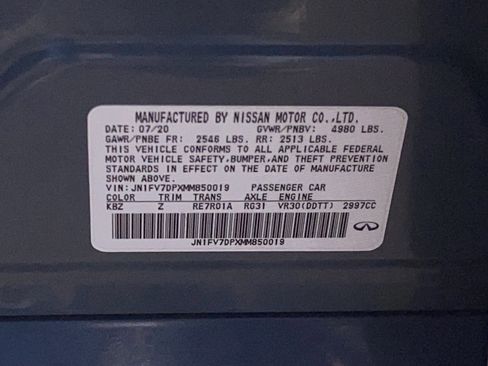 MANUFACTURED BY NISSAN MOTOR CO.,LTD.
DATE: 07/20 GVWR/PNBV: 4980 LBS.
GAWR/PNBE FR: 2546 LBS. RR: 2513 LBS.
THIS VEHICLE CONFORMS TO ALL APPLICABLE FEDERAL
MOTOR VEHICLE SAFETY,BUMPER,AND THEFT PREVENTION
STANDARDS IN EFFECT ON THE DATE OF MANUFACTURE
SHOWN ABOVE.
VIN: JN1FV7DPXMM850019 PASSENGER CAR
COLOR TRIM TRANS AXLE ENGINE
KBZ Z RE7R01A RG31 VR30(DDTT) 2997CC
JN1FV7DPXMM850019